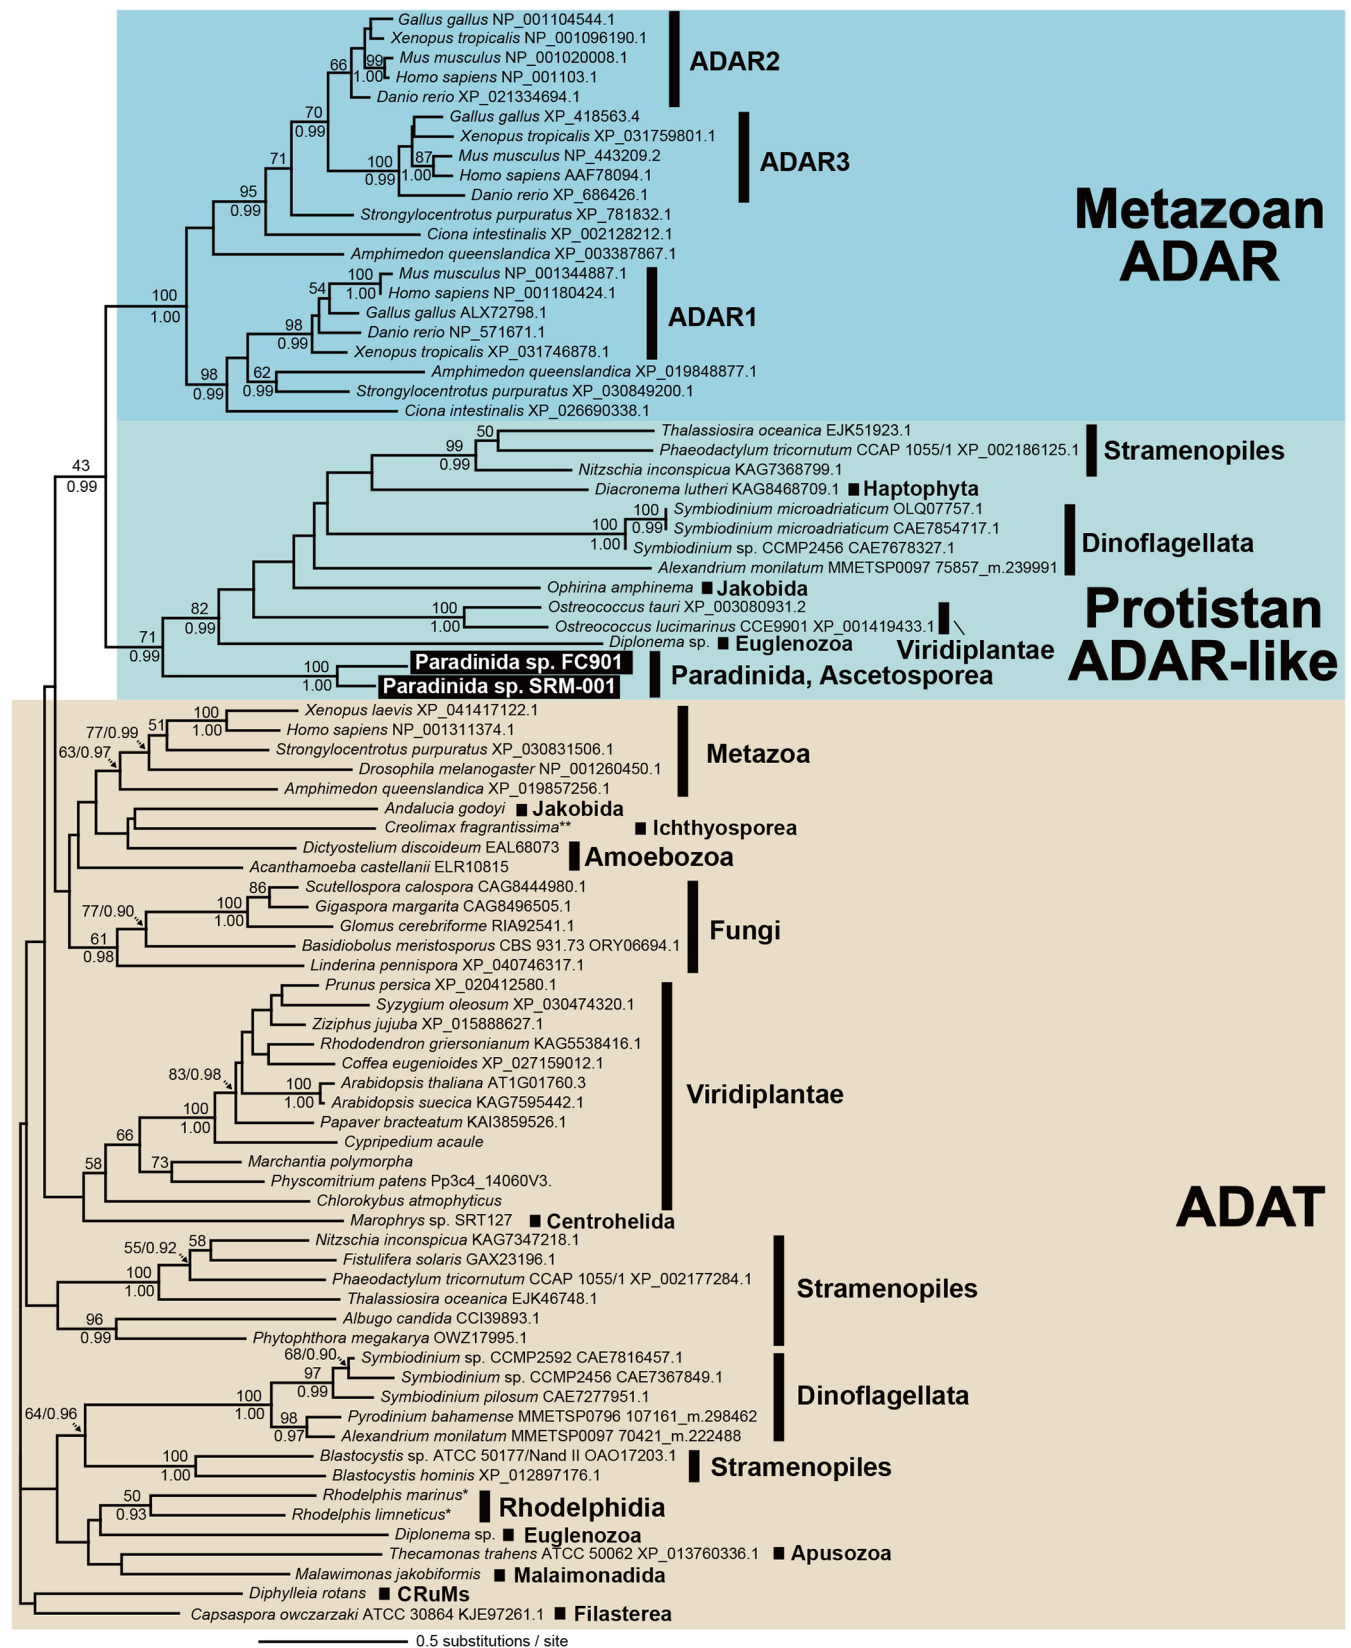 Gallus gallus NP_001104544.1
Xenopus tropicalis NP_001096190.1
99
Mus musculus NP_001020008.1
66
ADAR2
1.00
Homo sapiens NP_001103.1
Danio rerio XP_021334694.1
70
Gallus gallus XP_418563.4
0.99
Xenopus tropicalis XP_031759801.1
71
100
87
Mus musculus NP_443209.2
ADAR3
0.99
1.00
Homo sapiens AAF78094.1
95
Danio rerio XP_686426.1
0.99
Strongylocentrotus purpuratus XP_781832.1
Metazoan
ADAR
Ciona intestinalis XP_002128212.1
Amphimedon queenslandica XP_003387867.1
100
Mus musculus NP_001344887.1
54
1.00
Homo sapiens NP_001180424.1
100
1.00
Gallus gallus ALX72798.1
ADAR1
98
0.99
Danio rerio NP_571671.1
Xenopus tropicalis XP_031746878.1
98
0.99
62
0.99
Amphimedon queenslandica XP_019848877.1
Strongylocentrotus purpuratus XP_030849200.1
Ciona intestinalis XP_026690338.1
50
Thalassiosira oceanica EJK51923.1
99
0.99
Phaeodactylum tricornutum CCAP 1055/1 XP_002186125.1
Stramenopiles
43
0.99
Nitzschia inconspicua KAG7368799.1
Diacronema lutheri KAG8468709.1
Haptophyta
100
0.99
Symbiodinium microadriaticum OLQ07757.1
100
1.00
Symbiodinium microadriaticum CAE7854717.1
Symbiodinium sp. CCMP2456 CAE7678327.1
Dinoflagellata
Alexandrium monilatum MMETSP0097 75857_m.239991
Ophirina amphinema
Jakobida
82
0.99
100
1.00
Ostreococcus tauri XP_003080931.2
Ostreococcus lucimarinus CCE9901 XP_001419433.1
Viridiplantae
Protistan
ADAR-like
71
0.99
Diplonema sp.
Euglenozoa
100
1.00
Paradinida sp. FC901
Paradinida sp. SRM-001
Paradinida, Ascetosporea
100
1.00
Xenopus laevis XP_041417122.1
77/0.99
51
Homo sapiens NP_001311374.1
63/0.97
Strongylocentrotus purpuratus XP_030831506.1
Metazoa
Drosophila melanogaster NP_001260450.1
Amphimedon queenslandica XP_019857256.1
Andalucia godoyi
Jakobida
Creolimax fragrantissima**
Ichthyosporea
Dictyostelium discoideum EAL68073
Amoebozoa
Acanthamoeba castellanii ELR10815
86
Scutellospora calospora CAG8444980.1
77/0.90
100
1.00
Gigaspora margarita CAG8496505.1
Glomus cerebriforme RIA92541.1
Fungi
61
0.98
Basidiobolus meristosporus CBS 931.73 ORY06694.1
Linderina pennispora XP_040746317.1
Prunus persica XP_020412580.1
Syzygium oleosum XP_030474320.1
Ziziphus jujuba XP_015888627.1
Rhododendron griersonianum KAG5538416.1
Coffea eugenioides XP_027159012.1
83/0.98
100
1.00
Arabidopsis thaliana AT1G01760.3
Viridiplantae
Arabidopsis suecica KAG7595442.1
100
1.00
Papaver bracteatum KAI3859526.1
66
Cypripedium acaule
58
73
Marchantia polymorpha
Physcomitrium patens Pp3c4_14060V3.
Chlorokybus atmophyticus
ADAT
Marophrys sp. SRT127
Centrohelida
55/0.92
58
Nitzschia inconspicua KAG7347218.1
Fistulifera solaris GAX23196.1
100
1.00
Phaeodactylum tricornutum CCAP 1055/1 XP_002177284.1
Stramenopiles
Thalassiosira oceanica EJK46748.1
96
0.99
Albugo candida CCI39893.1
Phytophthora megakarya OWZ17995.1
68/0.90
Symbiodinium sp. CCMP2592 CAE7816457.1
97
0.99
Symbiodinium sp. CCMP2456 CAE7367849.1
100
1.00
Symbiodinium pilosum CAE7277951.1
Dinoflagellata
64/0.96
98
0.97
Pyrodinium bahamense MMETSP0796 107161_m.298462
Alexandrium monilatum MMETSP0097 70421_m.222488
100
1.00
Blastocystis sp. ATCC 50177/Nand II OAO17203.1
Stramenopiles
Blastocystis hominis XP_012897176.1
50
0.93
Rhodelphis marinus*
Rhodelphidia
Rhodelphis limneticus*
Diplonema sp.
Euglenozoa
Thecamonas trahens ATCC 50062 XP_013760336.1
Apusozoa
Malawimonas jakobiformis
Malaimonadida
Diphylleia rotans
CRuMs
Capsaspora owczarzaki ATCC 30864 KJE97261.1
Filasterea
0.5 substitutions / site